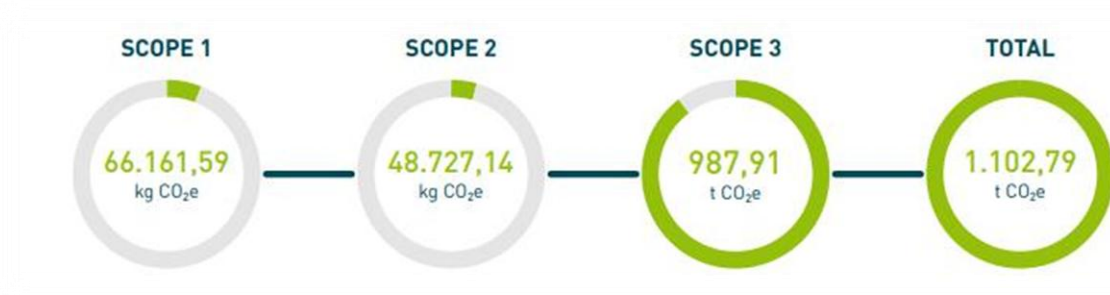 SCOPE 1
66.161,59
kg CO₂e
SCOPE 2
48.727,14
kg CO₂e
SCOPE 3
987,91
t CO₂e
TOTAL
1.102,79
t CO₂e